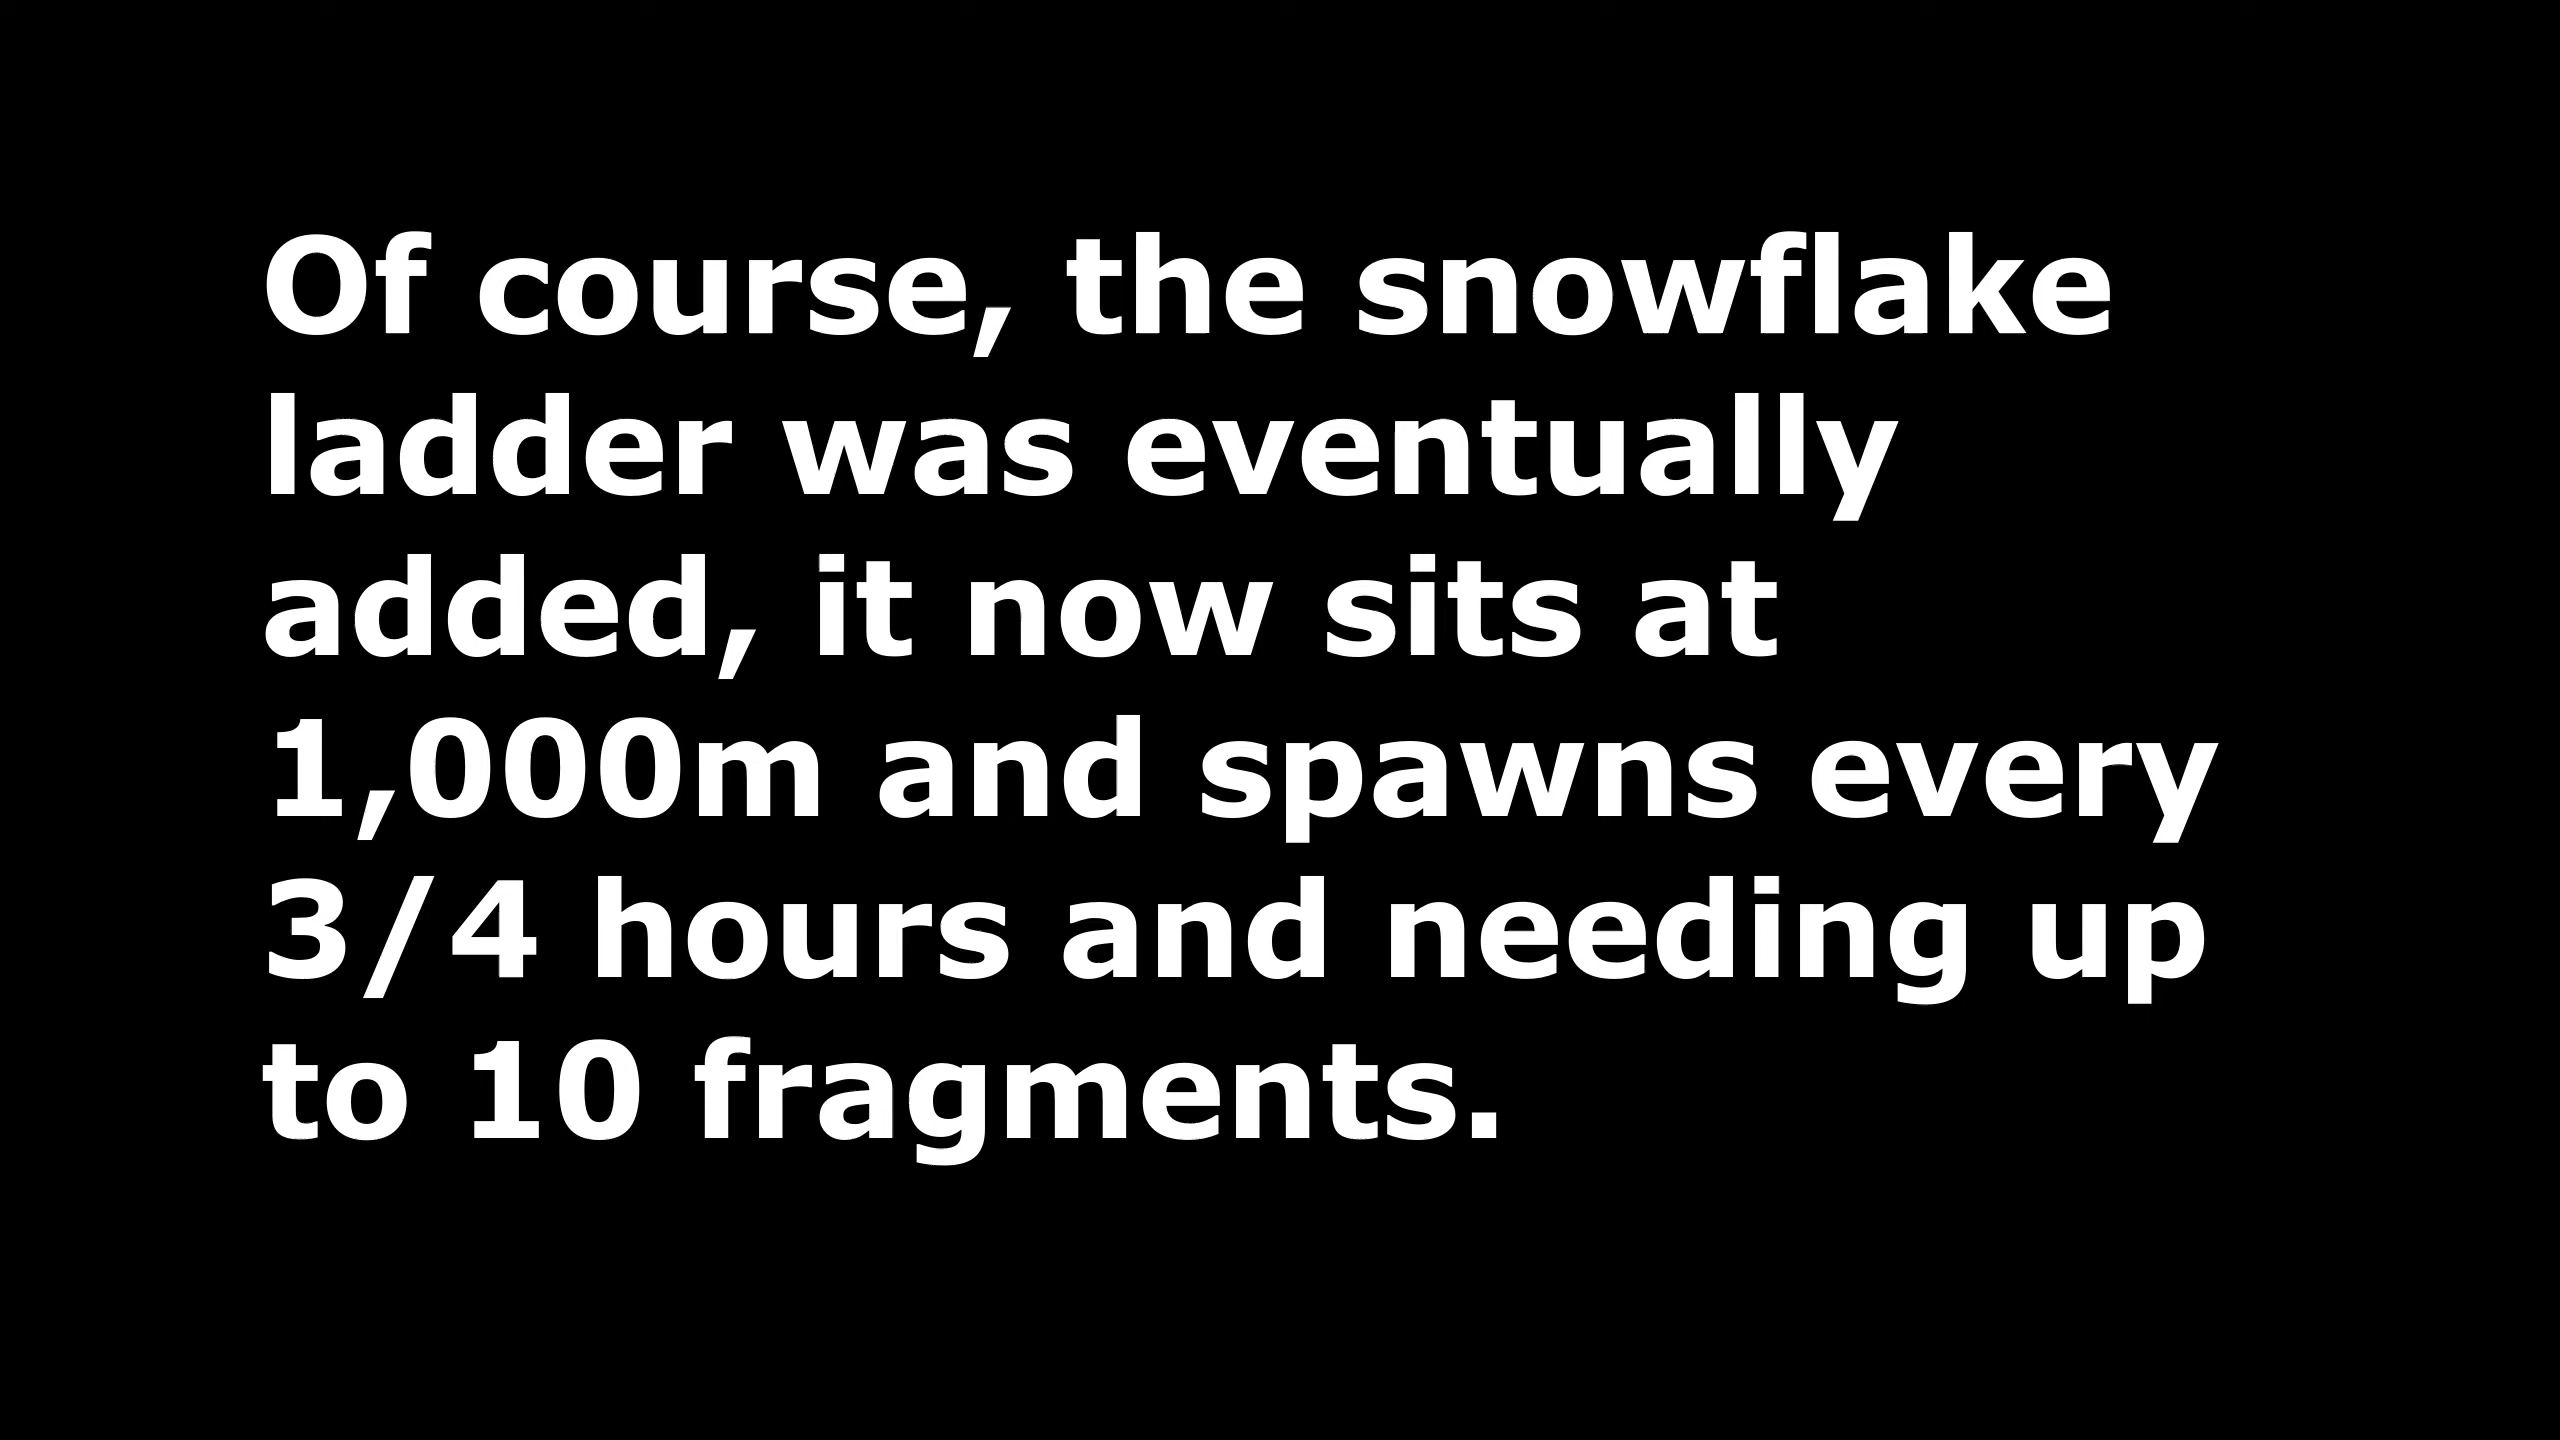 Of course, the snowflake
ladder was eventually
added, it now sits at
1,000m and spawns every
3/4 hours and needing up
to 10 fragments.